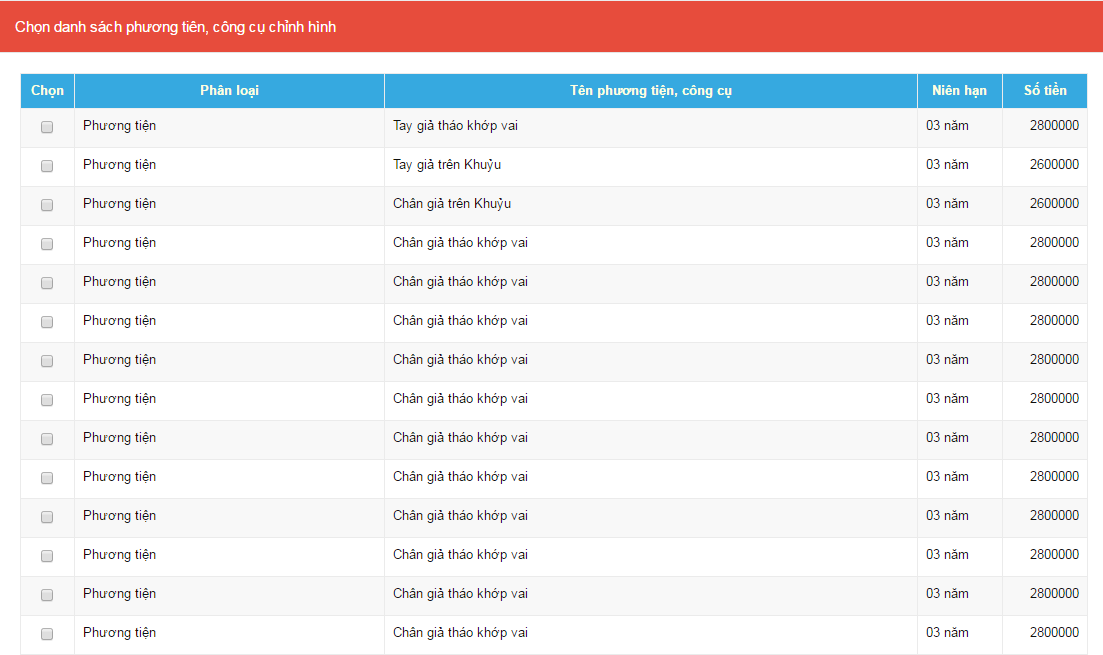 Chọn danh sách phương tiên, công cụ chỉnh hình
Chọn Phân loại Tên phương tiện, công cụ Niên hạn Số tiền
Phương tiện Tay giả tháo khớp vai 03 năm 2800000
Phương tiện Tay giả trên Khuỷu 03 năm 2600000
Phương tiện Chân giả trên Khuỷu 03 năm 2600000
Phương tiện Chân giả tháo khớp vai 03 năm 2800000
Phương tiện Chân giả tháo khớp vai 03 năm 2800000
Phương tiện Chân giả tháo khớp vai 03 năm 2800000
Phương tiện Chân giả tháo khớp vai 03 năm 2800000
Phương tiện Chân giả tháo khớp vai 03 năm 2800000
Phương tiện Chân giả tháo khớp vai 03 năm 2800000
Phương tiện Chân giả tháo khớp vai 03 năm 2800000
Phương tiện Chân giả tháo khớp vai 03 năm 2800000
Phương tiện Chân giả tháo khớp vai 03 năm 2800000
Phương tiện Chân giả tháo khớp vai 03 năm 2800000
Phương tiện Chân giả tháo khớp vai 03 năm 2800000